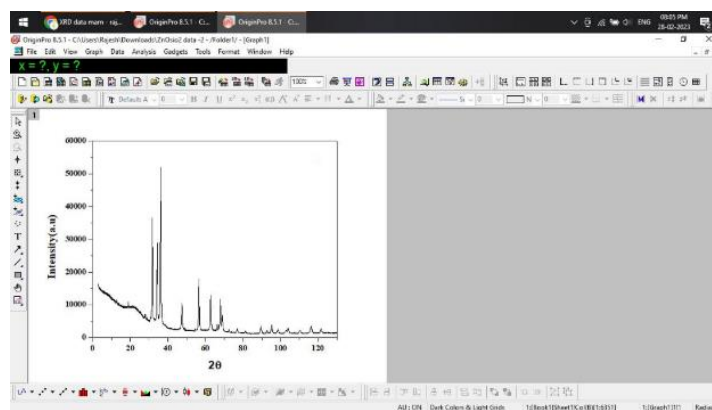 XRD data mam - raj...
OriginPro 8.5.1 - C:...
OriginPro 8.5.1 - C:...
ENG
08:05 PM
28-02-2023
OriginPro 8.5.1 - C:\Users\Rajesh\Downloads\ZnOsio2 data -2 - /Folder1/ - [Graph1]
File Edit View Graph Data Analysis Gadgets Tools Format Window Help
x = ?, y = ?
100%
Default: A
0
B I U
1
60000
50000
40000
30000
20000
10000
0
Intensity(a.u)
0 20 40 60 80 100 120
2θ
AU : ON Dark Colors & Light Grids
1:[Graph1]!1
Radian